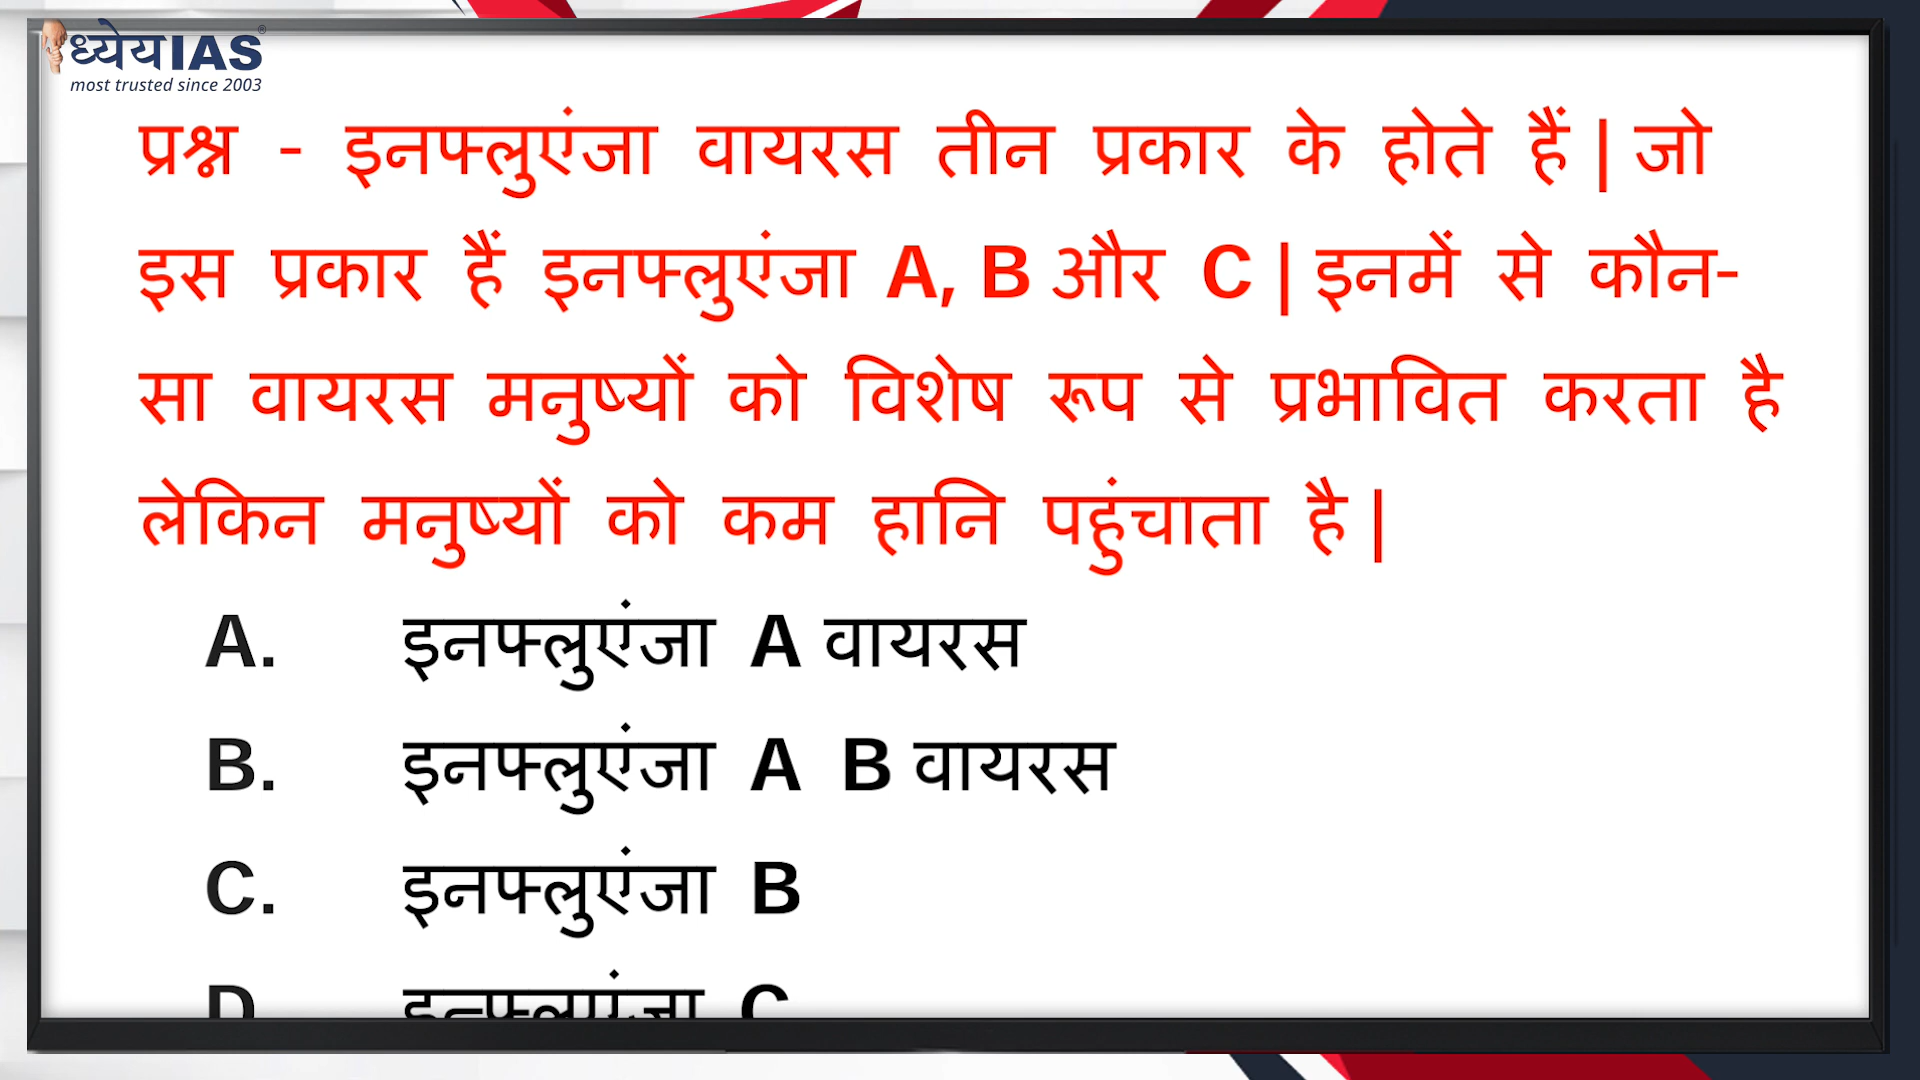 ध्येयIAS®
most trusted since 2003
प्रश्न - इनफ्लुएंजा वायरस तीन प्रकार के होते हैं | जो
इस प्रकार हैं इनफ्लुएंजा A, B और C | इनमें से कौन-
सा वायरस मनुष्यों को विशेष रूप से प्रभावित करता है
लेकिन मनुष्यों को कम हानि पहुंचाता है |
A. इनफ्लुएंजा A वायरस
B. इनफ्लुएंजा A B वायरस
C. इनफ्लुएंजा B
D इनफ्लुएंजा C